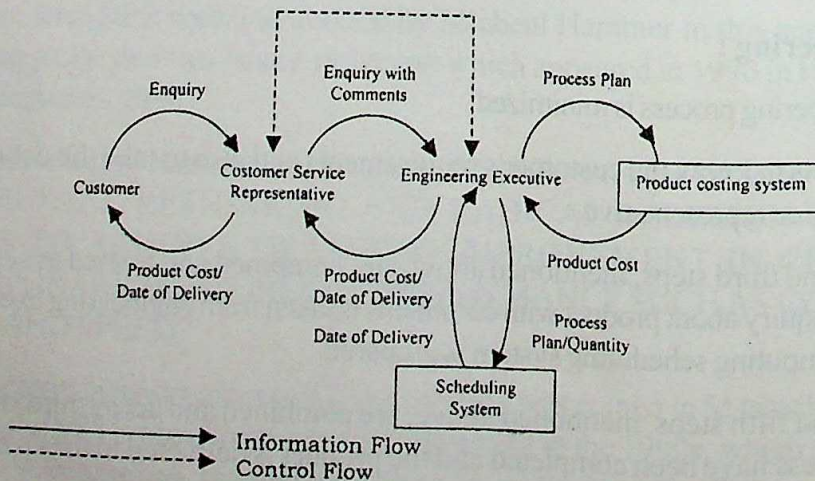 Enquiry
Enquiry with
Comments
Process Plan
Customer
Costomer Service
Representative
Engineering Executive
Product costing system
Product Cost/
Date of Delivery
Product Cost/
Date of Delivery
Product Cost
Date of Delivery
Process
Plan/Quantity
Scheduling
System
Information Flow
Control Flow